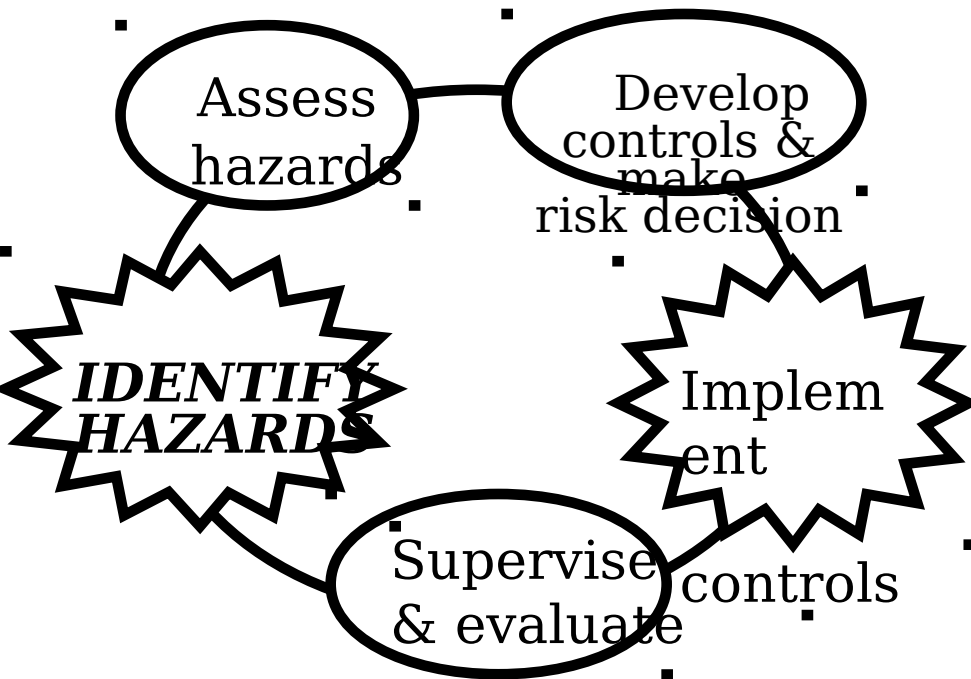 Assess
hazards
Develop
controls &
make
risk decision
IDENTIFY
HAZARDS
Implem
ent
controls
Supervise
& evaluate